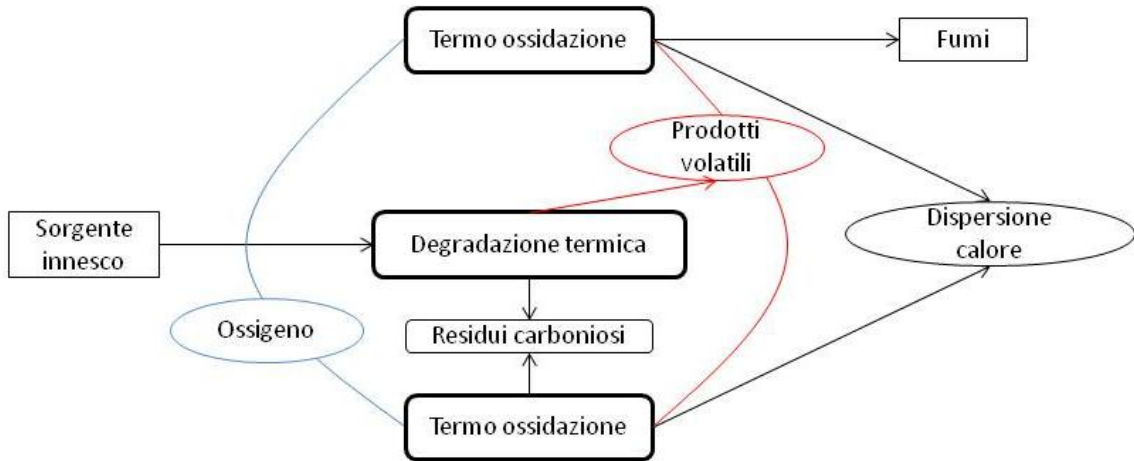 Termo ossidazione
Fumi
Prodotti
volatili
Sorgente
innesco
Degradazione termica
Dispersione
calore
Ossigeno
Residui carboniosi
Termo ossidazione